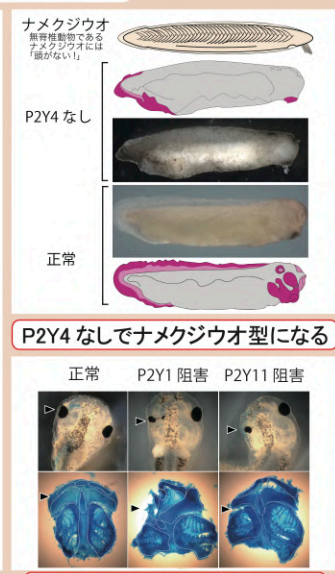 ナメクジウオ
無脊椎動物である
ナメクジウオには
「頭がない！」
P2Y4 なし
正常
P2Y4 なしでナメクジウオ型になる
正常 P2Y1 阻害 P2Y11 阻害